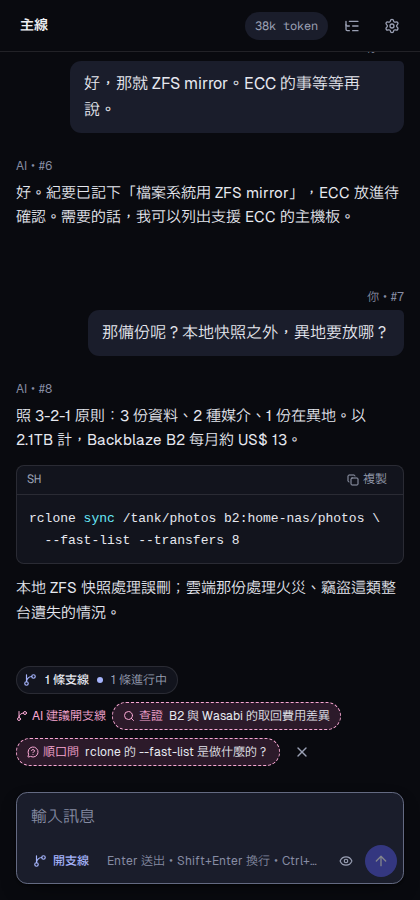 主線
38k token
好，那就 ZFS mirror。ECC 的事等等再
說。
AI・#6
好。紀要已記下「檔案系統用 ZFS mirror」，ECC 放進待
確認。需要的話，我可以列出支援 ECC 的主機板。
你・#7
那備份呢？本地快照之外，異地要放哪？
AI・#8
照 3-2-1 原則：3 份資料、2 種媒介、1 份在異地。以
2.1TB 計，Backblaze B2 每月約 US$ 13。
SH
複製
rclone sync /tank/photos b2:home-nas/photos \
--fast-list --transfers 8
本地 ZFS 快照處理誤刪；雲端那份處理火災、竊盜這類整
台遺失的情況。
1 條支線 1 條進行中
AI 建議開支線 查證 B2 與 Wasabi 的取回費用差異
順口問 rclone 的 --fast-list 是做什麼的？
輸入訊息
開支線 Enter 送出・Shift+Enter 換行・Ctrl+…